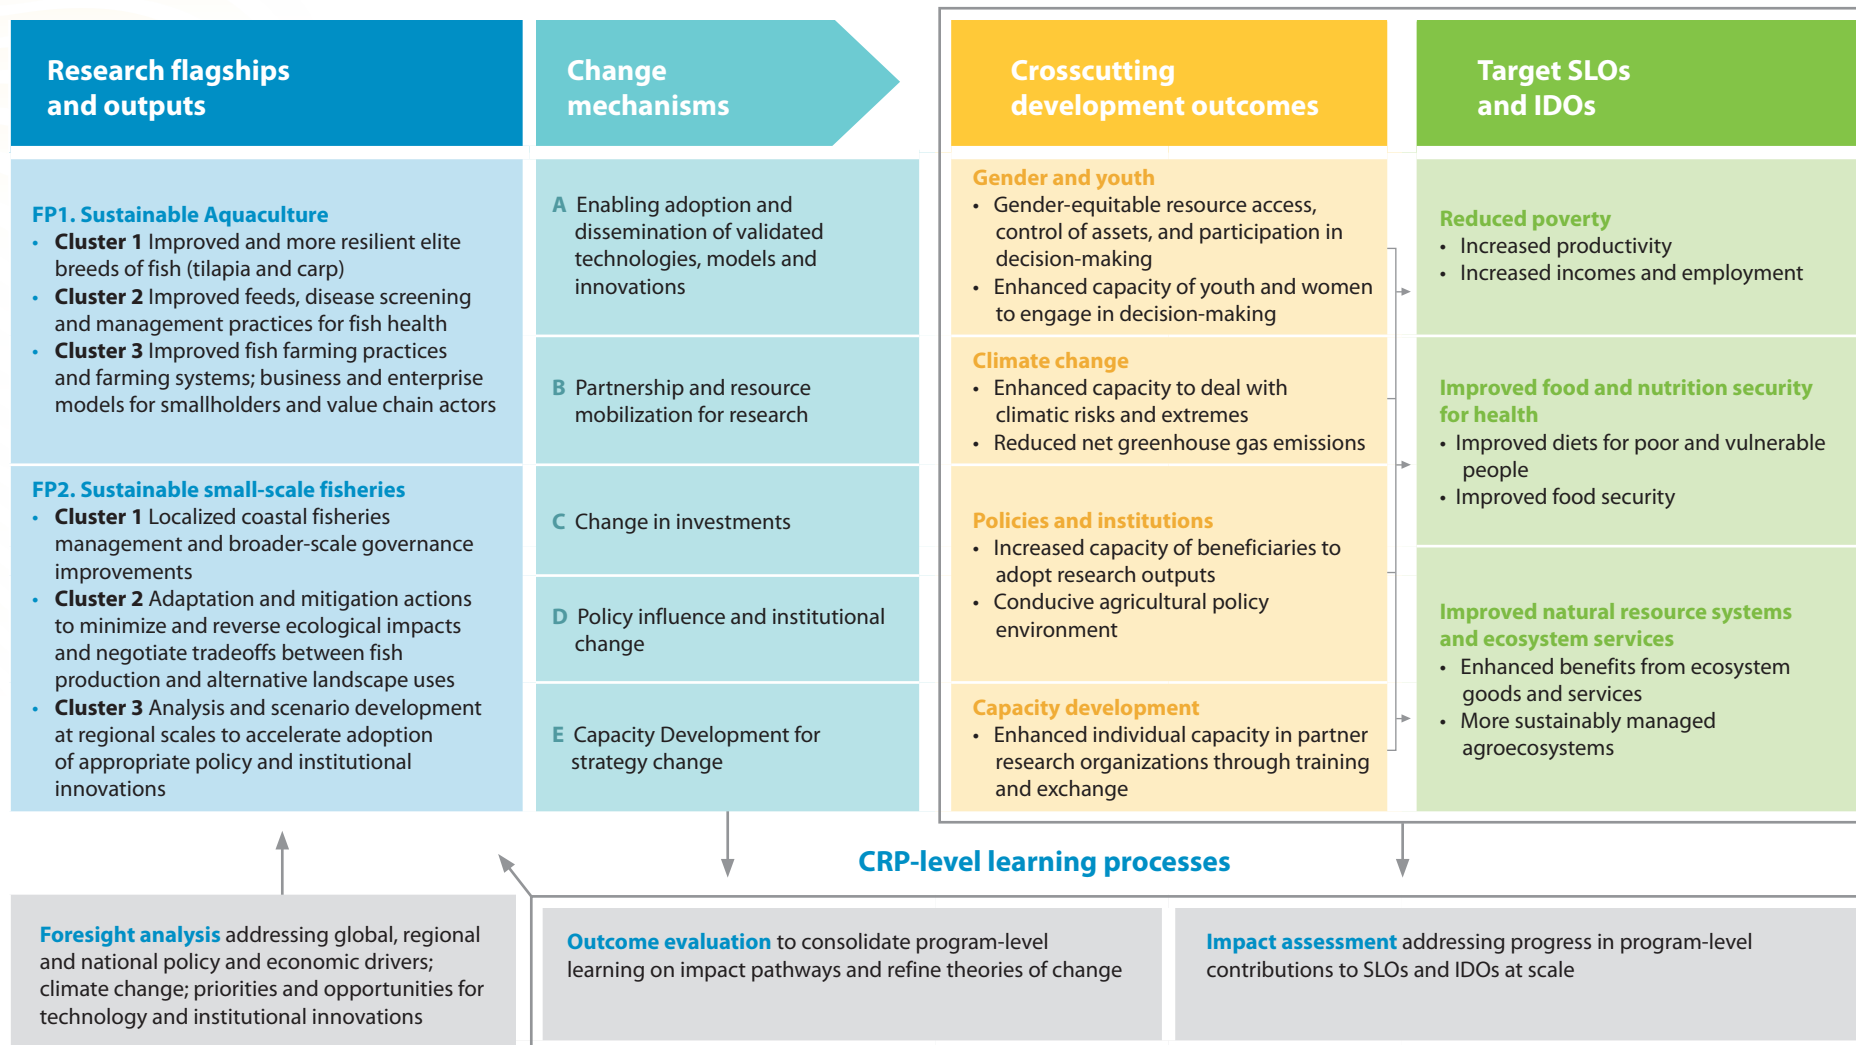 Research flagships
and outputs
Change
mechanisms
Crosscutting
development outcomes
Target SLOs
and IDOs
FP1. Sustainable Aquaculture
• Cluster 1 Improved and more resilient elite
breeds of fish (tilapia and carp)
• Cluster 2 Improved feeds, disease screening
and management practices for fish health
• Cluster 3 Improved fish farming practices
and farming systems; business and enterprise
models for smallholders and value chain actors
FP2. Sustainable small-scale fisheries
• Cluster 1 Localized coastal fisheries
management and broader-scale governance
improvements
• Cluster 2 Adaptation and mitigation actions
to minimize and reverse ecological impacts
and negotiate tradeoffs between fish
production and alternative landscape uses
• Cluster 3 Analysis and scenario development
at regional scales to accelerate adoption
of appropriate policy and institutional
innovations
A Enabling adoption and
dissemination of validated
technologies, models and
innovations
B Partnership and resource
mobilization for research
C Change in investments
D Policy influence and institutional
change
E Capacity Development for
strategy change
Gender and youth
• Gender-equitable resource access,
control of assets, and participation in
decision-making
• Enhanced capacity of youth and women
to engage in decision-making
Climate change
• Enhanced capacity to deal with
climatic risks and extremes
• Reduced net greenhouse gas emissions
Policies and institutions
• Increased capacity of beneficiaries to
adopt research outputs
• Conducive agricultural policy
environment
Capacity development
• Enhanced individual capacity in partner
research organizations through training
and exchange
Reduced poverty
• Increased productivity
• Increased incomes and employment
Improved food and nutrition security
for health
• Improved diets for poor and vulnerable
people
• Improved food security
Improved natural resource systems
and ecosystem services
• Enhanced benefits from ecosystem
goods and services
• More sustainably managed
agroecosystems
CRP-level learning processes
Foresight analysis addressing global, regional
and national policy and economic drivers;
climate change; priorities and opportunities for
technology and institutional innovations
Outcome evaluation to consolidate program-level
learning on impact pathways and refine theories of change
Impact assessment addressing progress in program-level
contributions to SLOs and IDOs at scale